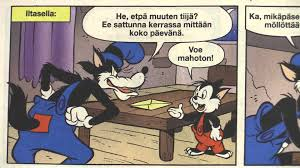 Iltasella:
He, etpä muuten tiijä?
Ee sattunna kerrassa mittään
koko päevänä.
Voe
mahoton!
Ka, mikäpäse
möllöttää